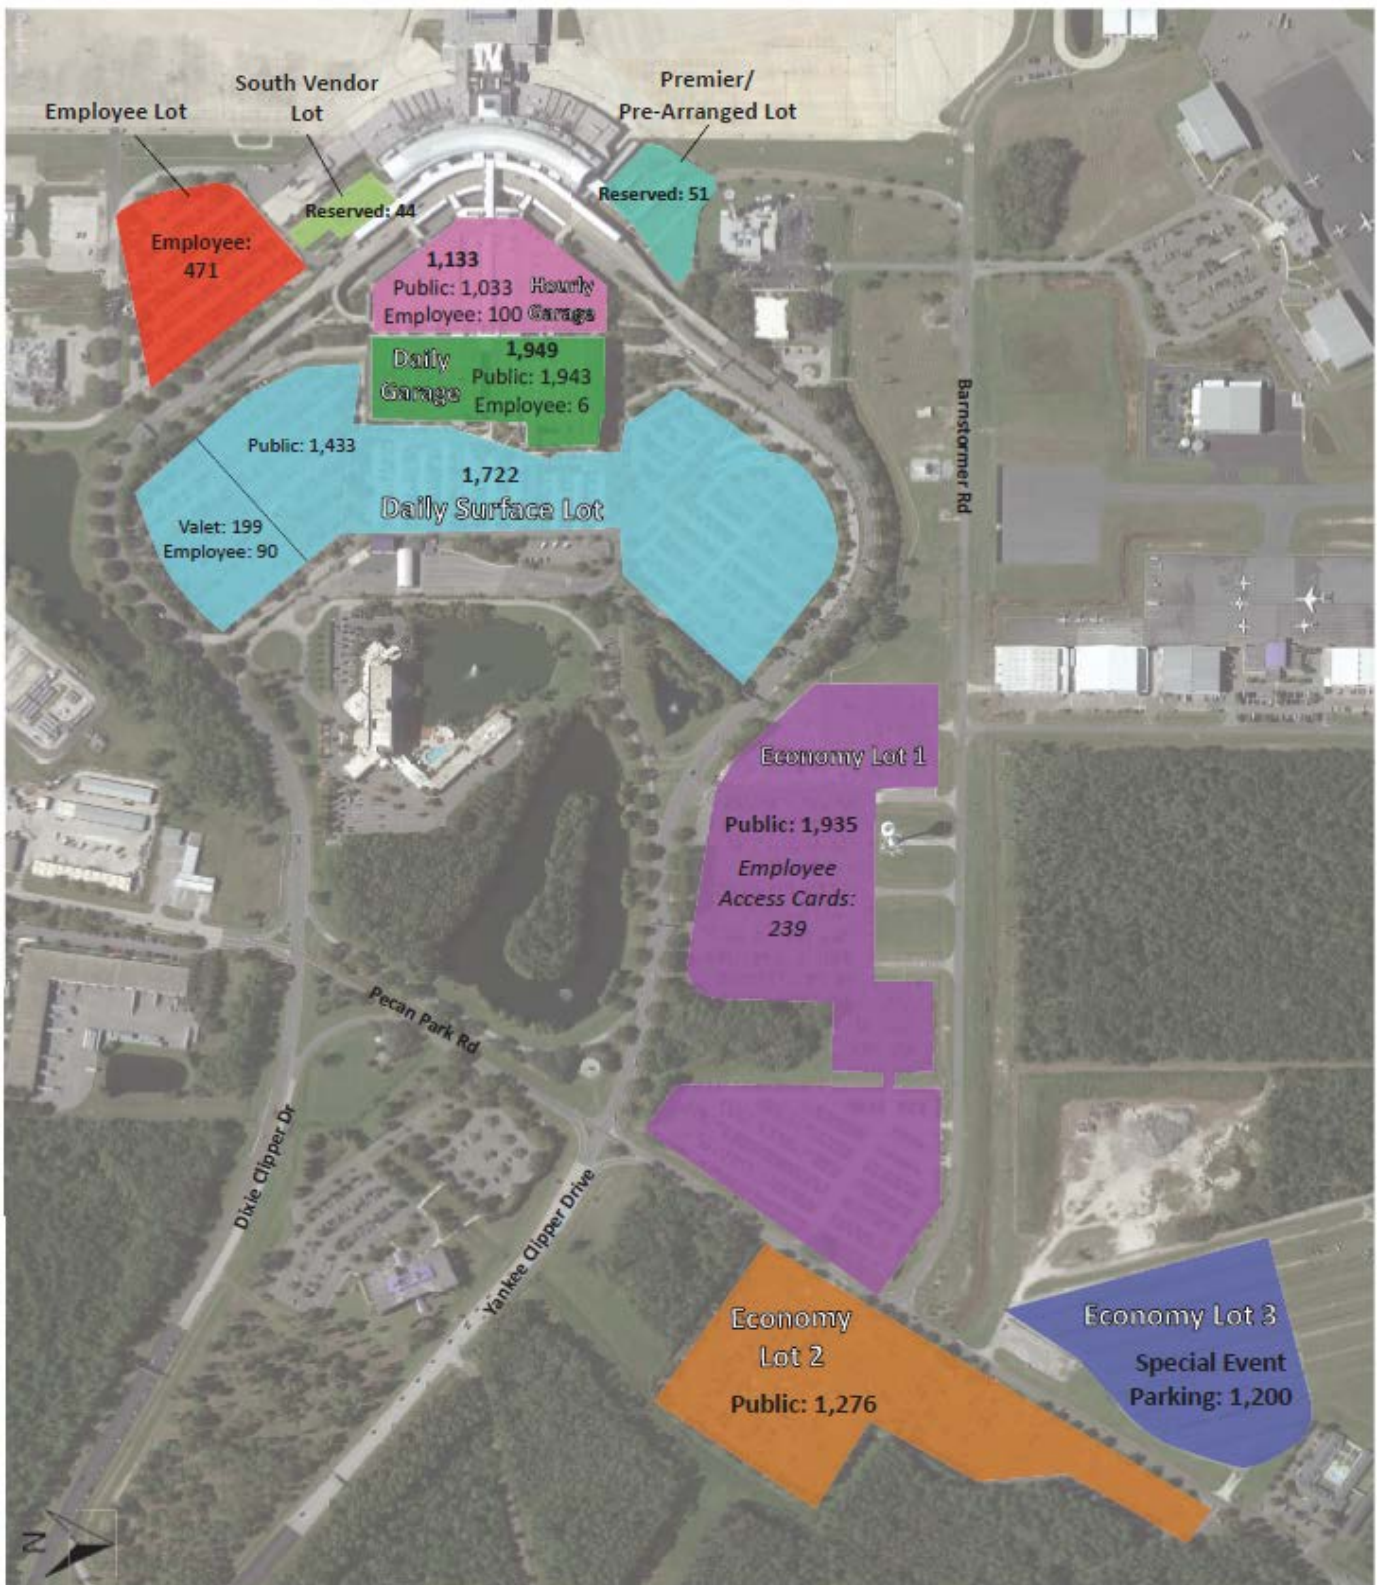 South Vendor
Lot
Premier/
Pre-Arranged Lot
Employee Lot
Reserved: 44
Reserved: 51
Employee:
471
1,133
Public: 1,033
Employee: 100
Hourly
Garage
Daily
Garage
1,949
Public: 1,943
Employee: 6
Public: 1,433
1,722
Daily Surface Lot
Valet: 199
Employee: 90
Barnstormer Rd
Economy Lot 1
Public: 1,935
Employee
Access Cards:
239
Pecan Park Rd
Dixie Clipper Dr
Yankee Clipper Drive
Economy
Lot 2
Public: 1,276
Economy Lot 3
Special Event
Parking: 1,200
N